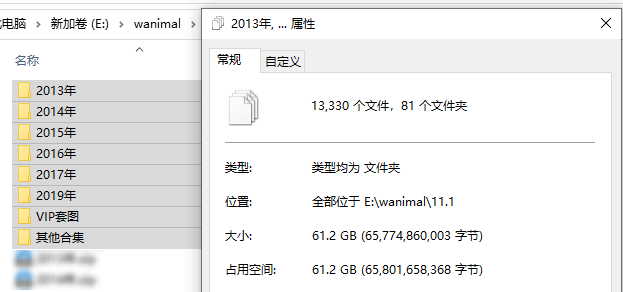 电脑 › 新加卷 (E:) › wanimal ›
名称
2013年
2014年
2015年
2016年
2017年
2019年
VIP套图
其他合集
2013年, ... 属性
常规
自定义
13,330 个文件，81 个文件夹
类型: 类型均为 文件夹
位置: 全部位于 E:\wanimal\11.1
大小: 61.2 GB (65,774,860,003 字节)
占用空间: 61.2 GB (65,801,658,368 字节)